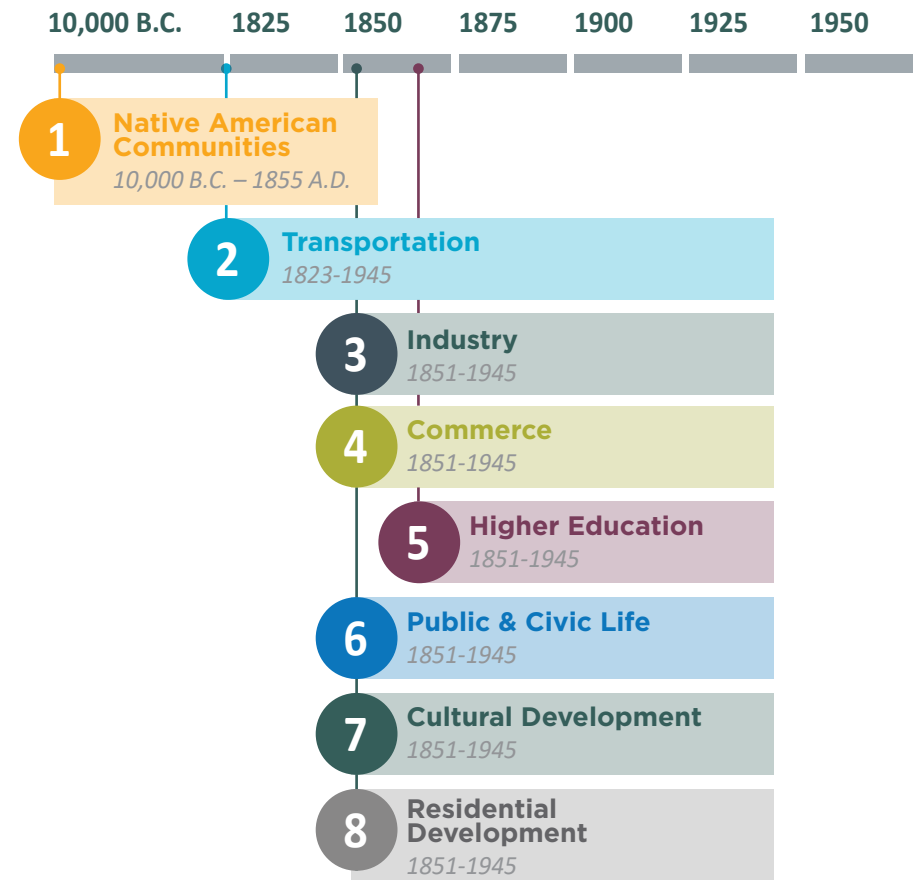 10,000 B.C. 1825 1850 1875 1900 1925 1950
1
Native American
Communities
10,000 B.C. – 1855 A.D.
2
Transportation
1823-1945
3
Industry
1851-1945
4
Commerce
1851-1945
5
Higher Education
1851-1945
6
Public & Civic Life
1851-1945
7
Cultural Development
1851-1945
8
Residential
Development
1851-1945